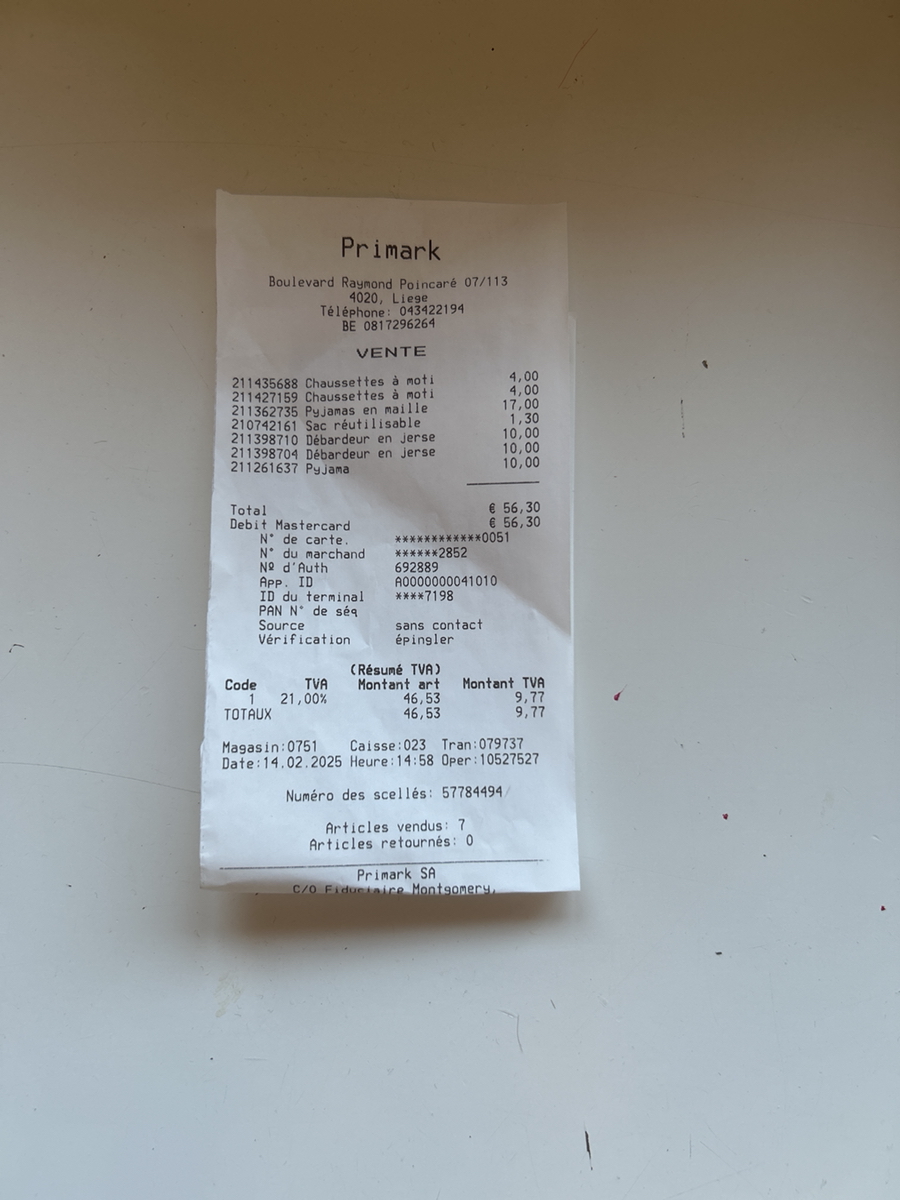 Primark
Boulevard Raymond Poincaré 07/113
4020, Liege
Téléphone: 043422194
BE 0817296264
VENTE
211435688 Chaussettes à moti 4,00
211427159 Chaussettes à moti 4,00
211362735 Pyjamas en maille 17,00
210742161 Sac réutilisable 1,30
211398710 Débardeur en jerse 10,00
211398704 Débardeur en jerse 10,00
211261637 Pyjama 10,00
Total € 56,30
Debit Mastercard € 56,30
N° de carte. ************0051
N° du marchand ******2852
Nº d'Auth 692889
App. ID A0000000041010
ID du terminal ****7198
PAN N° de séq
Source sans contact
Vérification épingler
(Résumé TVA)
Code TVA Montant art Montant TVA
1 21,00% 46,53 9,77
TOTAUX 46,53 9,77
Magasin:0751 Caisse:023 Tran:079737
Date:14.02.2025 Heure:14:58 Oper:10527527
Numéro des scellés: 57784494
Articles vendus: 7
Articles retournés: 0
Primark SA
C/O Fiduciaire Montgomery,